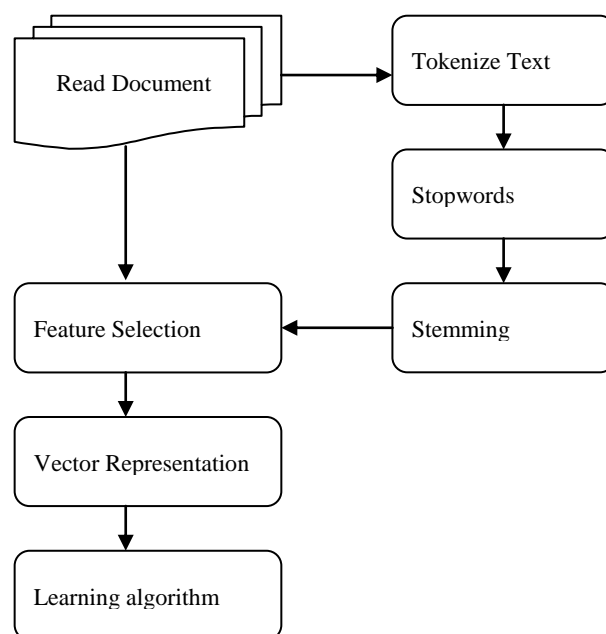 Read Document
Tokenize Text
Stopwords
Stemming
Feature Selection
Vector Representation
Learning algorithm